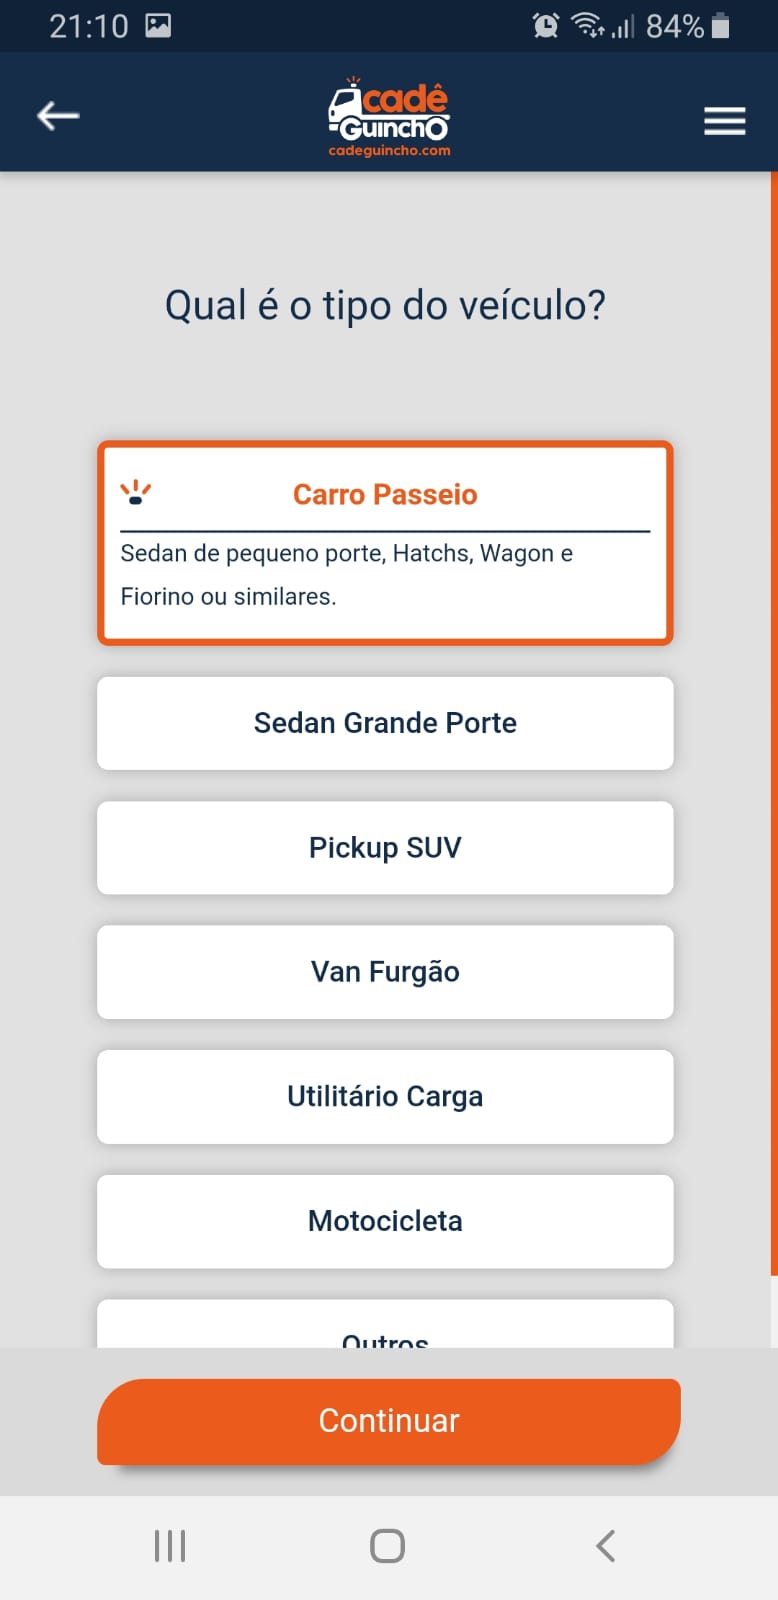 21:10
84%
cadê
GuinchO
cadeguincho.com
Qual é o tipo do veículo?
Carro Passeio
Sedan de pequeno porte, Hatchs, Wagon e
Fiorino ou similares.
Sedan Grande Porte
Pickup SUV
Van Furgão
Utilitário Carga
Motocicleta
Outros
Continuar